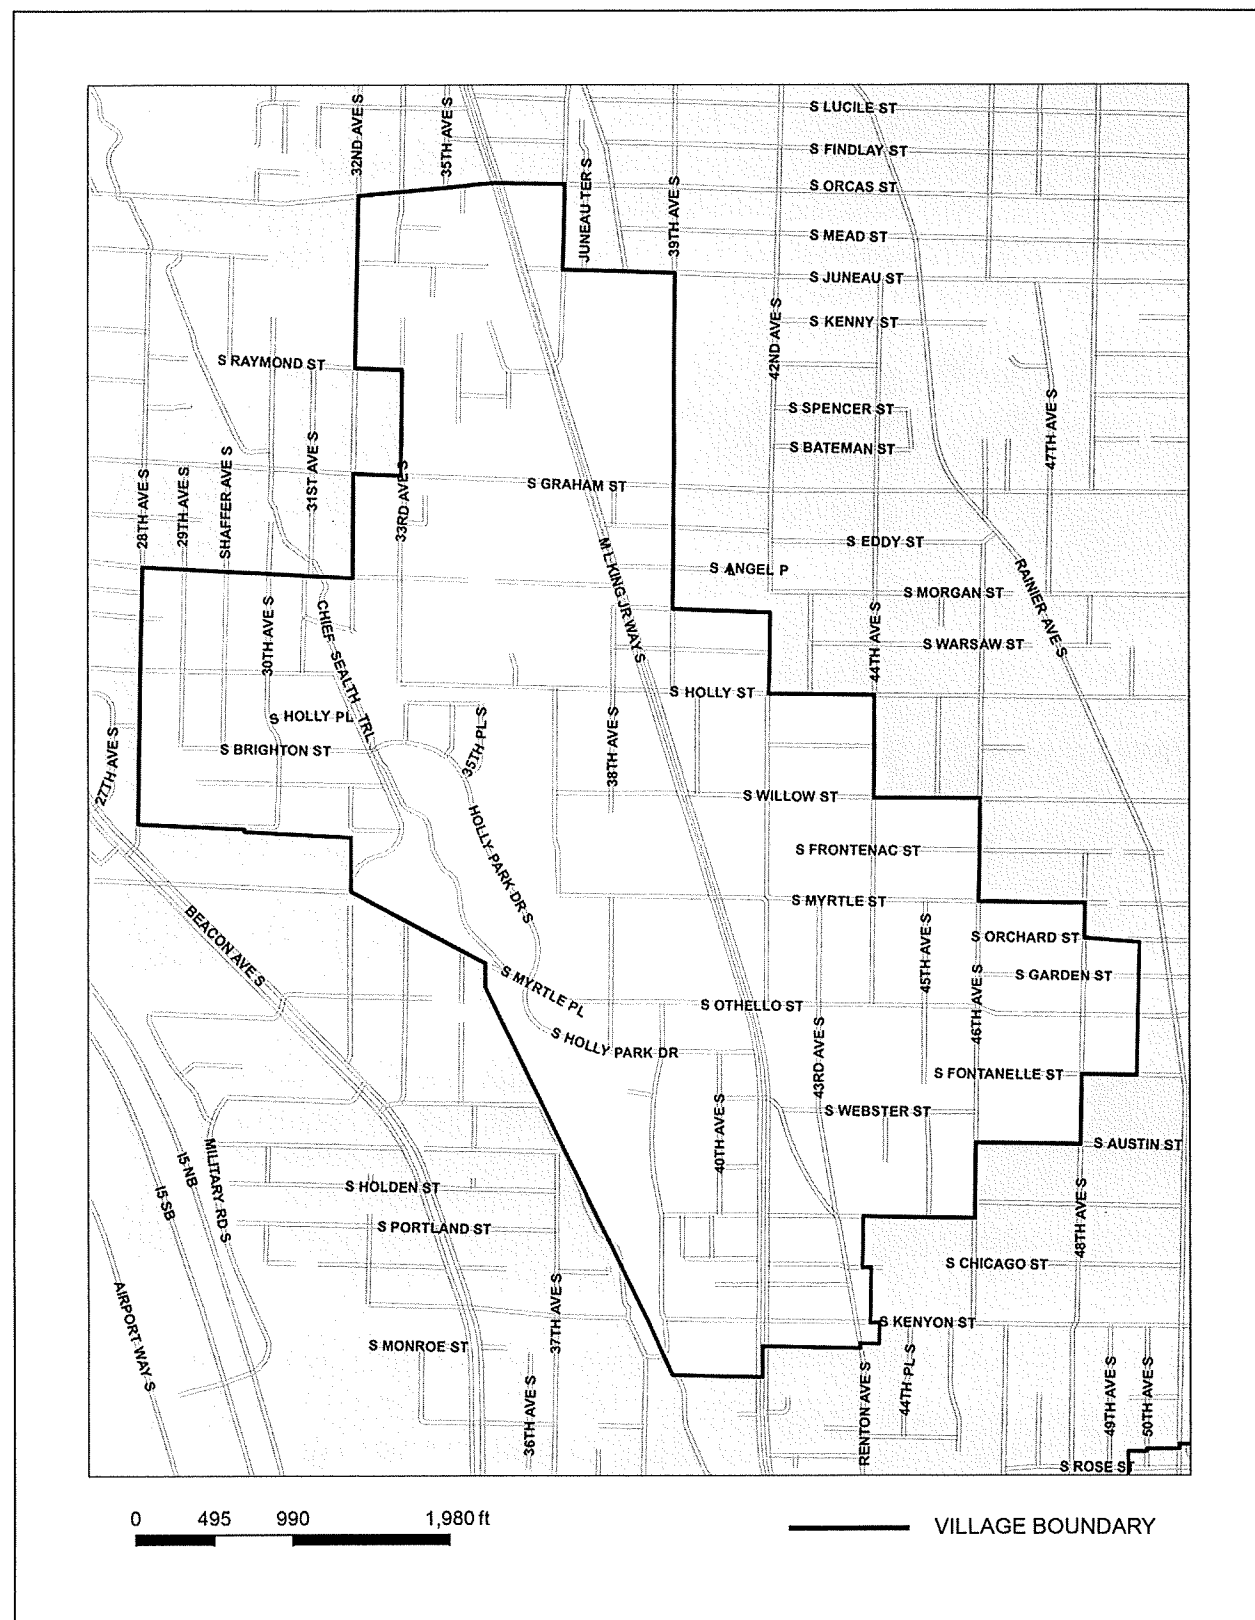 S LUCILE ST
32ND AVE S
35TH AVE S
S FINDLAY ST
S ORCAS ST
JUNEAU TER S
39TH AVE S
S MEAD ST
S JUNEAU ST
S KENNY ST
42ND AVE S
S RAYMOND ST
S SPENCER ST
47TH AVE S
S BATEMAN ST
28TH AVE S
29TH AVE S
SHAFFER AVE S
31ST AVE S
33RD AVE S
S GRAHAM ST
S EDDY ST
M L KING JR WAY S
S ANGEL P
S MORGAN ST
RAINIER AVE S
30TH AVE S
CHIEF SEALTH TRL
44TH AVE S
S WARSAW ST
S HOLLY ST
S HOLLY PL
35TH PL S
38TH AVE S
27TH AVE S
S BRIGHTON ST
S WILLOW ST
HOLLY PARK DR S
S FRONTENAC ST
S MYRTLE ST
BEACON AVE S
45TH AVE S
S ORCHARD ST
S GARDEN ST
S MYRTLE PL
S OTHELLO ST
46TH AVE S
S HOLLY PARK DR
43RD AVE S
S FONTANELLE ST
S WEBSTER ST
40TH AVE S
S AUSTIN ST
MILITARY RD S
I5 NB
I5 SB
S HOLDEN ST
48TH AVE S
S PORTLAND ST
S CHICAGO ST
AIRPORT WAY S
37TH AVE S
S KENYON ST
S MONROE ST
36TH AVE S
RENTON AVE S
44TH PL S
49TH AVE S
50TH AVE S
S ROSE ST
0 495 990 1,980 ft
VILLAGE BOUNDARY